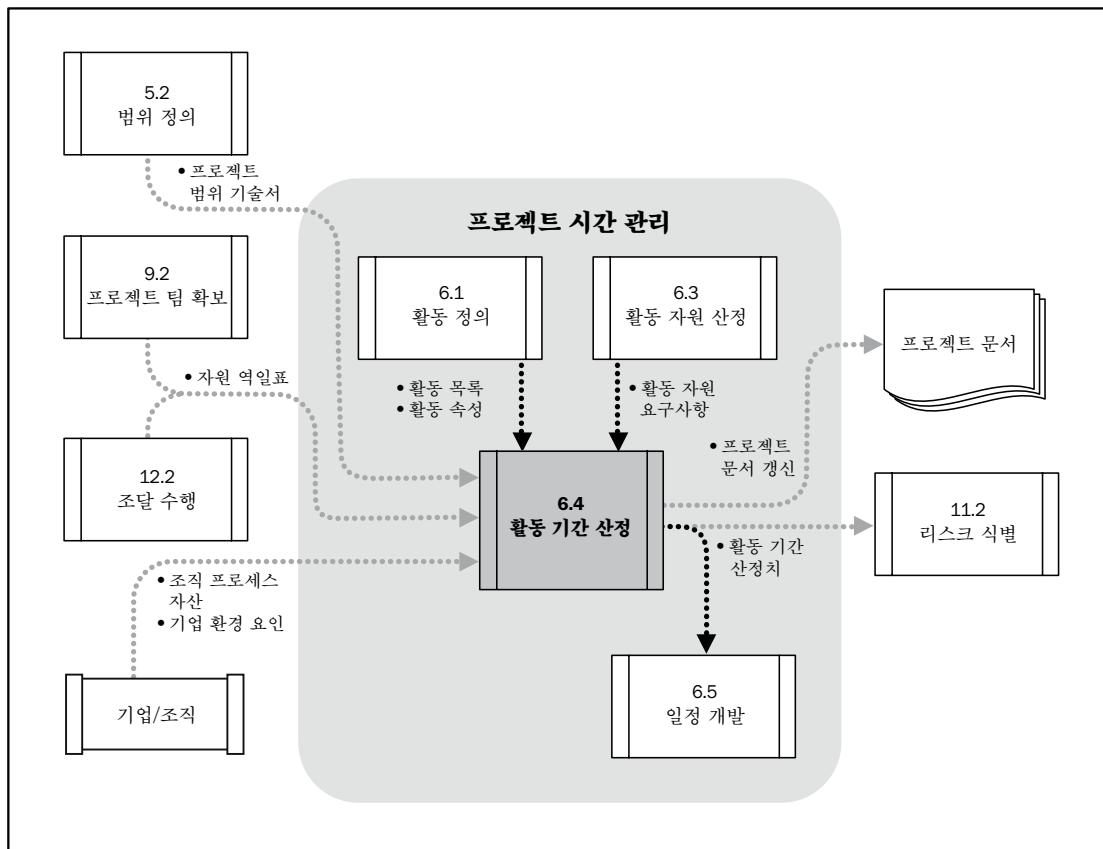 5.2
범위 정의
• 프로젝트
범위 기술서
프로젝트 시간 관리
9.2
프로젝트 팀 확보
6.1
활동 정의
6.3
활동 자원 산정
프로젝트 문서
• 자원 역일표
• 활동 목록
• 활동 속성
• 활동 자원
요구사항
• 프로젝트
문서 갱신
12.2
조달 수행
6.4
활동 기간 산정
11.2
리스크 식별
• 활동 기간
산정치
• 조직 프로세스
자산
• 기업 환경 요인
기업/조직
6.5
일정 개발